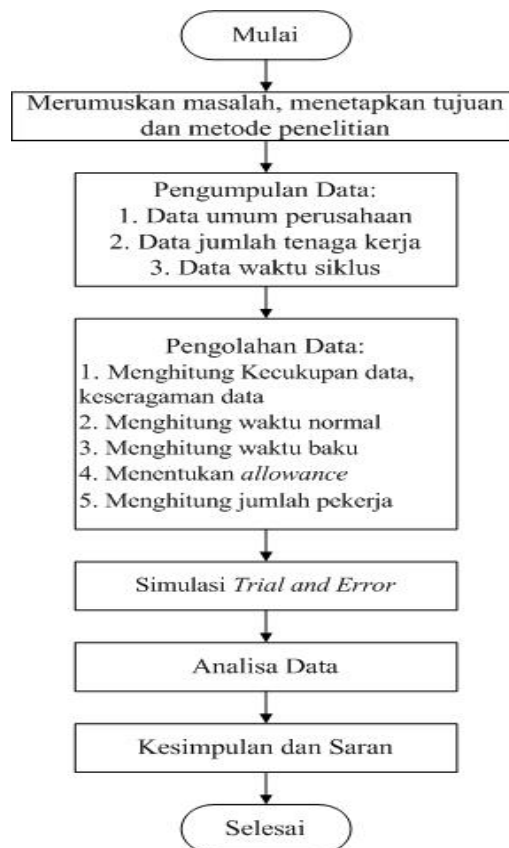 Mulai
Merumuskan masalah, menetapkan tujuan
dan metode penelitian
Pengumpulan Data:
1. Data umum perusahaan
2. Data jumlah tenaga kerja
3. Data waktu siklus
Pengolahan Data:
1. Menghitung Kecukupan data,
keseragaman data
2. Menghitung waktu normal
3. Menghitung waktu baku
4. Menentukan allowance
5. Menghitung jumlah pekerja
Simulasi Trial and Error
Analisa Data
Kesimpulan dan Saran
Selesai